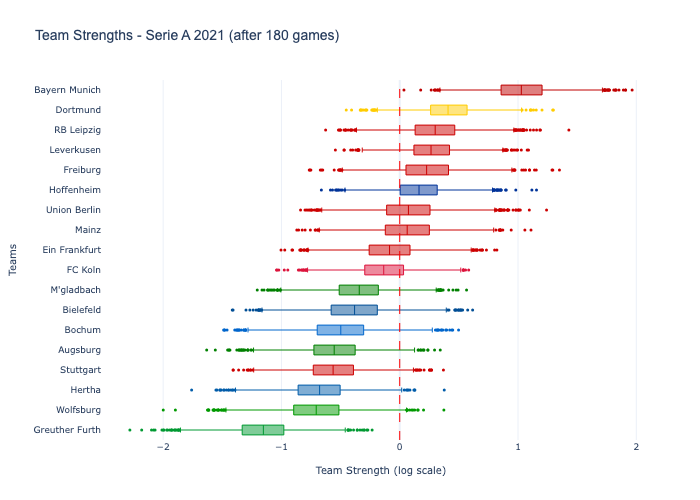 Team Strengths - Serie A 2021 (after 180 games)
Bayern Munich
Dortmund
RB Leipzig
Leverkusen
Freiburg
Hoffenheim
Union Berlin
Mainz
Ein Frankfurt
FC Koln
M'gladbach
Bielefeld
Bochum
Augsburg
Stuttgart
Hertha
Wolfsburg
Greuther Furth
Teams
−2 −1 0 1 2
Team Strength (log scale)